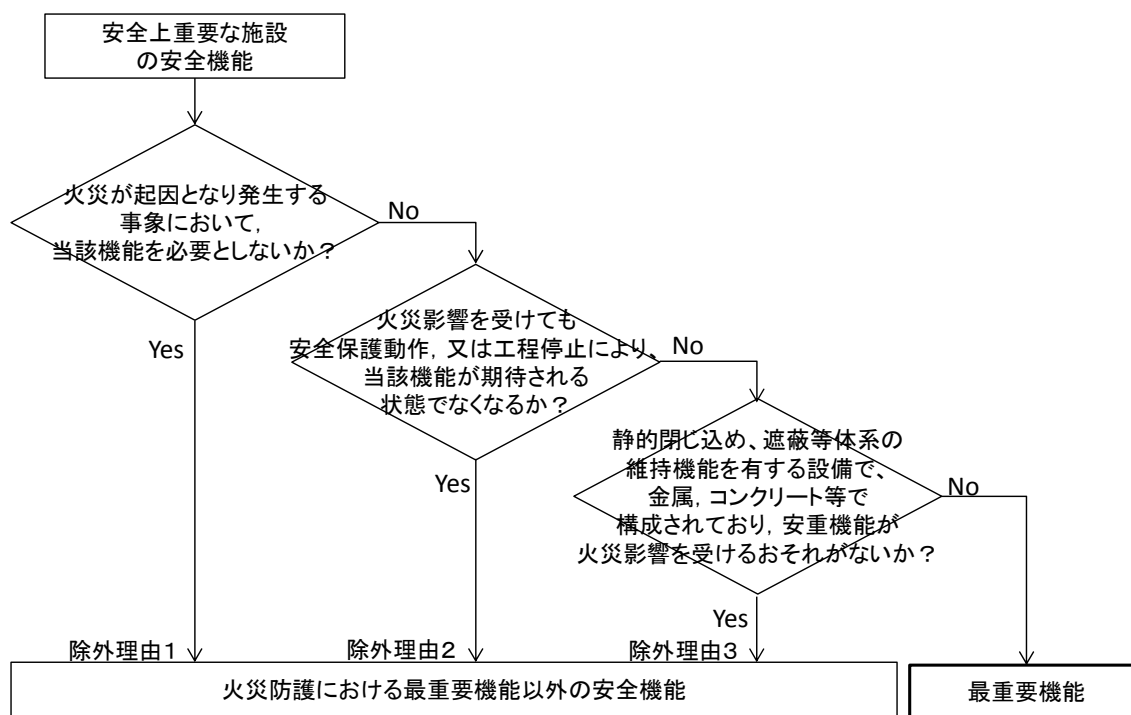 安全上重要な施設
の安全機能
火災が起因となり発生する
事象において,
当該機能を必要としないか？
No
Yes
火災影響を受けても
安全保護動作, 又は工程停止により、
当該機能が期待される
状態でなくなるか？
No
Yes
静的閉じ込め、遮蔽等体系の
維持機能を有する設備で、
金属, コンクリート等で
構成されており, 安重機能が
火災影響を受けるおそれがないか？
No
Yes
除外理由１
除外理由２
除外理由３
火災防護における最重要機能以外の安全機能
最重要機能